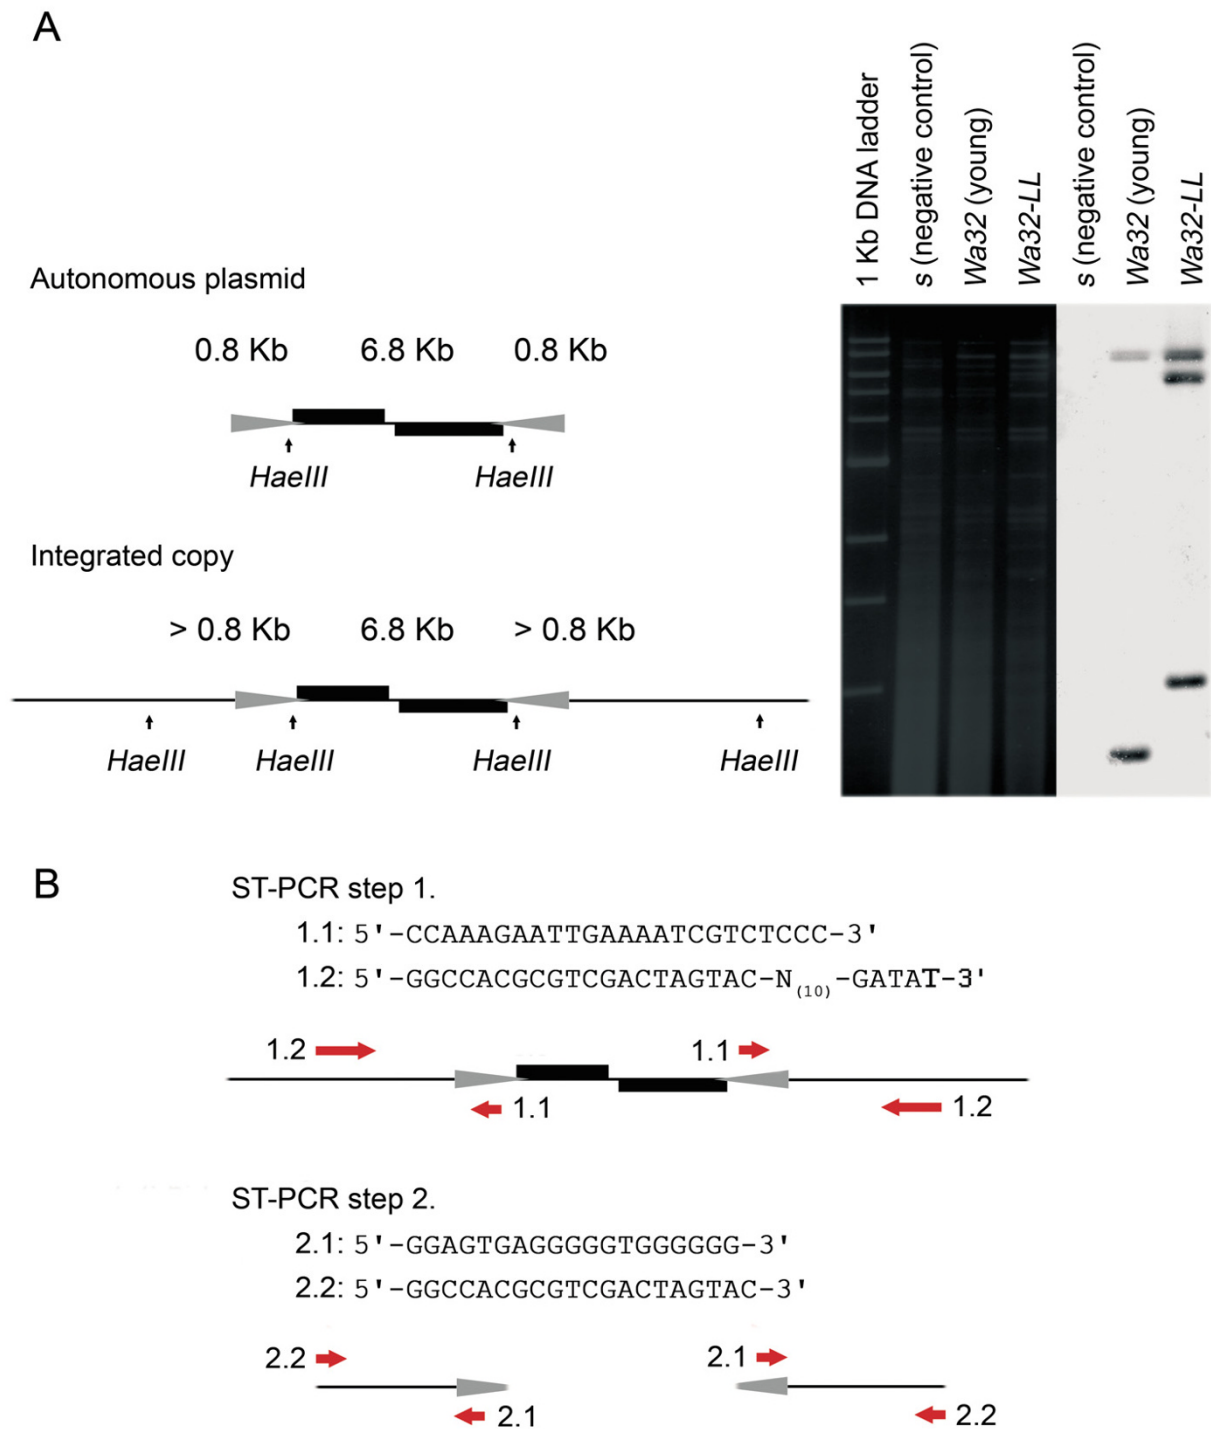 A
1 Kb DNA ladder
s (negative control)
Wa32 (young)
Wa32-LL
s (negative control)
Wa32 (young)
Wa32-LL
Autonomous plasmid
0.8 Kb 6.8 Kb 0.8 Kb
HaeIII HaeIII
Integrated copy
> 0.8 Kb 6.8 Kb > 0.8 Kb
HaeIII HaeIII HaeIII HaeIII
B
ST-PCR step 1.
1.1: 5'-CCAAAGAATTGAAAATCGTCTCCC-3'
1.2: 5'-GGCCACGCGTCGACTAGTAC-N(10)-GATAT-3'
1.2 1.1
1.1 1.2
ST-PCR step 2.
2.1: 5'-GGAGTGAGGGGGTGGGGGG-3'
2.2: 5'-GGCCACGCGTCGACTAGTAC-3'
2.2 2.1
2.1 2.2